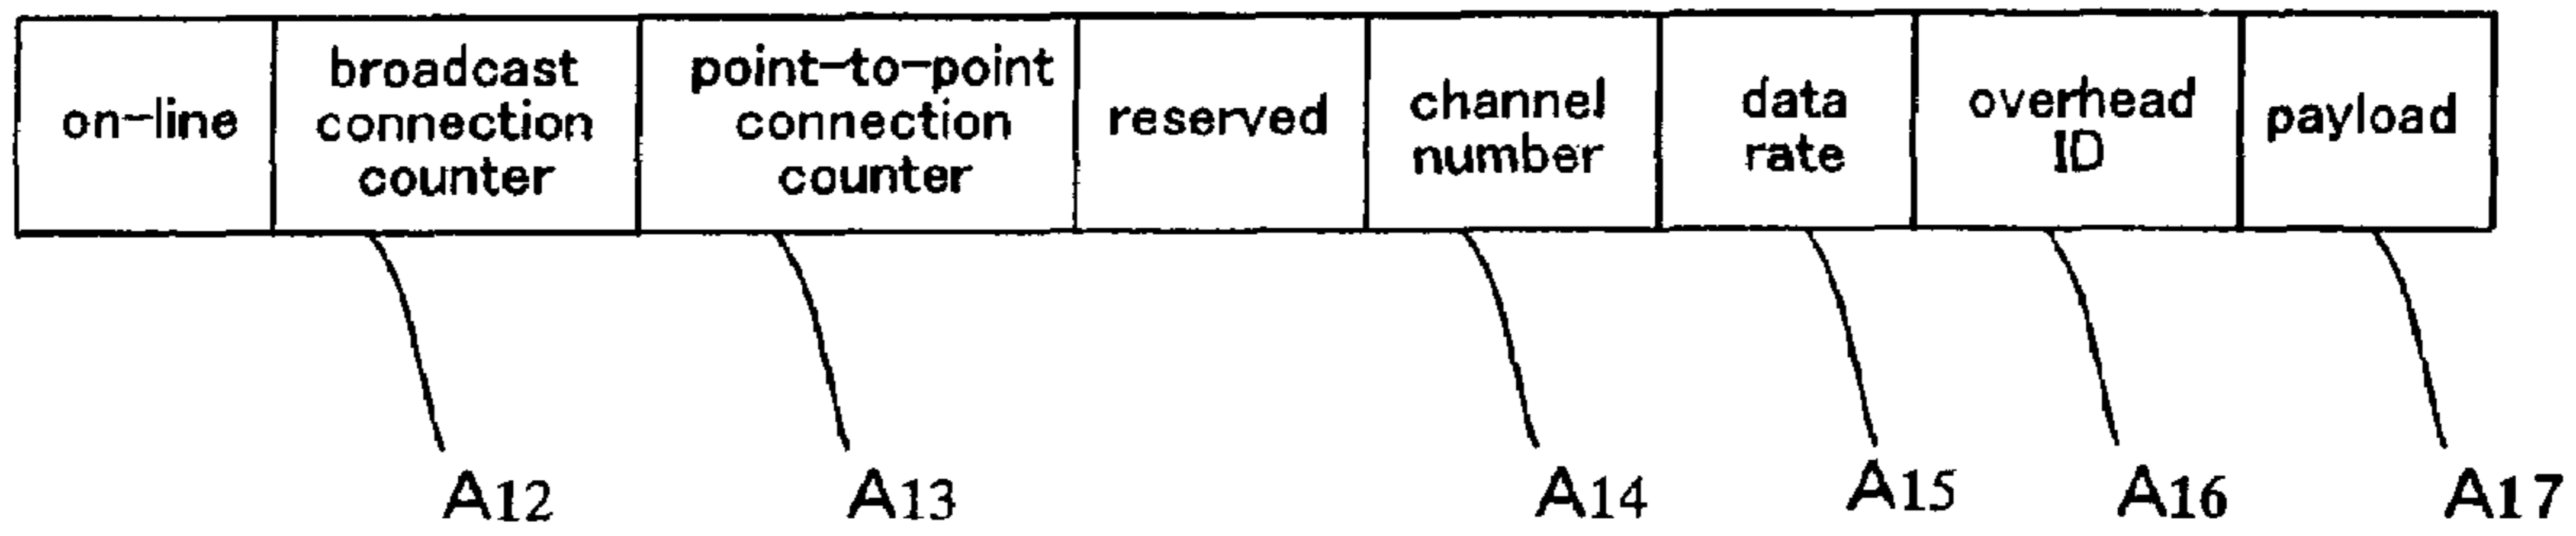 on-line
broadcast
connection
counter
point-to-point
connection
counter
reserved
channel
number
data
rate
overhead
ID
payload
A12
A13
A14
A15
A16
A17